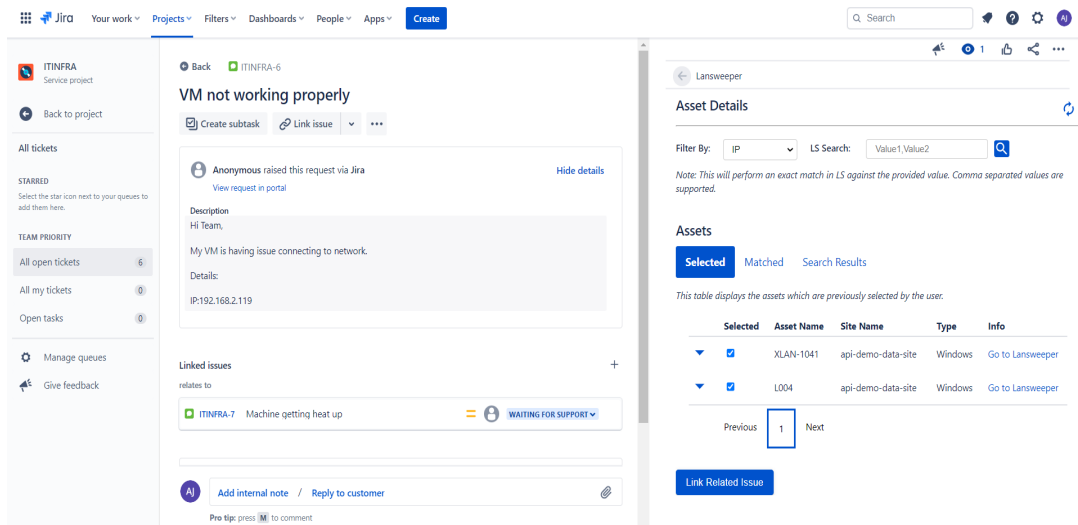 Jira
Your work
Projects
Filters
Dashboards
People
Apps
Create
Search
AJ
ITINFRA
Service project
Back to project
All tickets
STARRED
Select the star icon next to your queues to
add them here.
TEAM PRIORITY
All open tickets 6
All my tickets 0
Open tasks 0
Manage queues
Give feedback
Back
ITINFRA-6
VM not working properly
Create subtask
Link issue
Anonymous raised this request via Jira
Hide details
View request in portal
Description
Hi Team,
My VM is having issue connecting to network.
Details:
IP:192.168.2.119
Linked issues
relates to
ITINFRA-7 Machine getting heat up
WAITING FOR SUPPORT
AJ
Add internal note / Reply to customer
Pro tip: press M to comment
1
Lansweeper
Asset Details
Filter By: IP LS Search: Value1,Value2
Note: This will perform an exact match in LS against the provided value. Comma separated values are
supported.
Assets
Selected Matched Search Results
This table displays the assets which are previously selected by the user.
Selected Asset Name Site Name Type Info
XLAN-1041 api-demo-data-site Windows Go to Lansweeper
L004 api-demo-data-site Windows Go to Lansweeper
Previous 1 Next
Link Related Issue